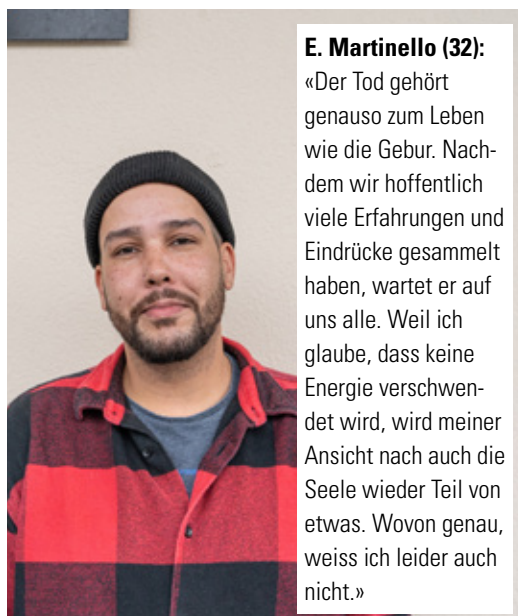 E. Martinello (32):
«Der Tod gehört
genauso zum Leben
wie die Gebur. Nach-
dem wir hoffentlich
viele Erfahrungen und
Eindrücke gesammelt
haben, wartet er auf
uns alle. Weil ich
glaube, dass keine
Energie verschwen-
det wird, wird meiner
Ansicht nach auch die
Seele wieder Teil von
etwas. Wovon genau,
weiss ich leider auch
nicht.»